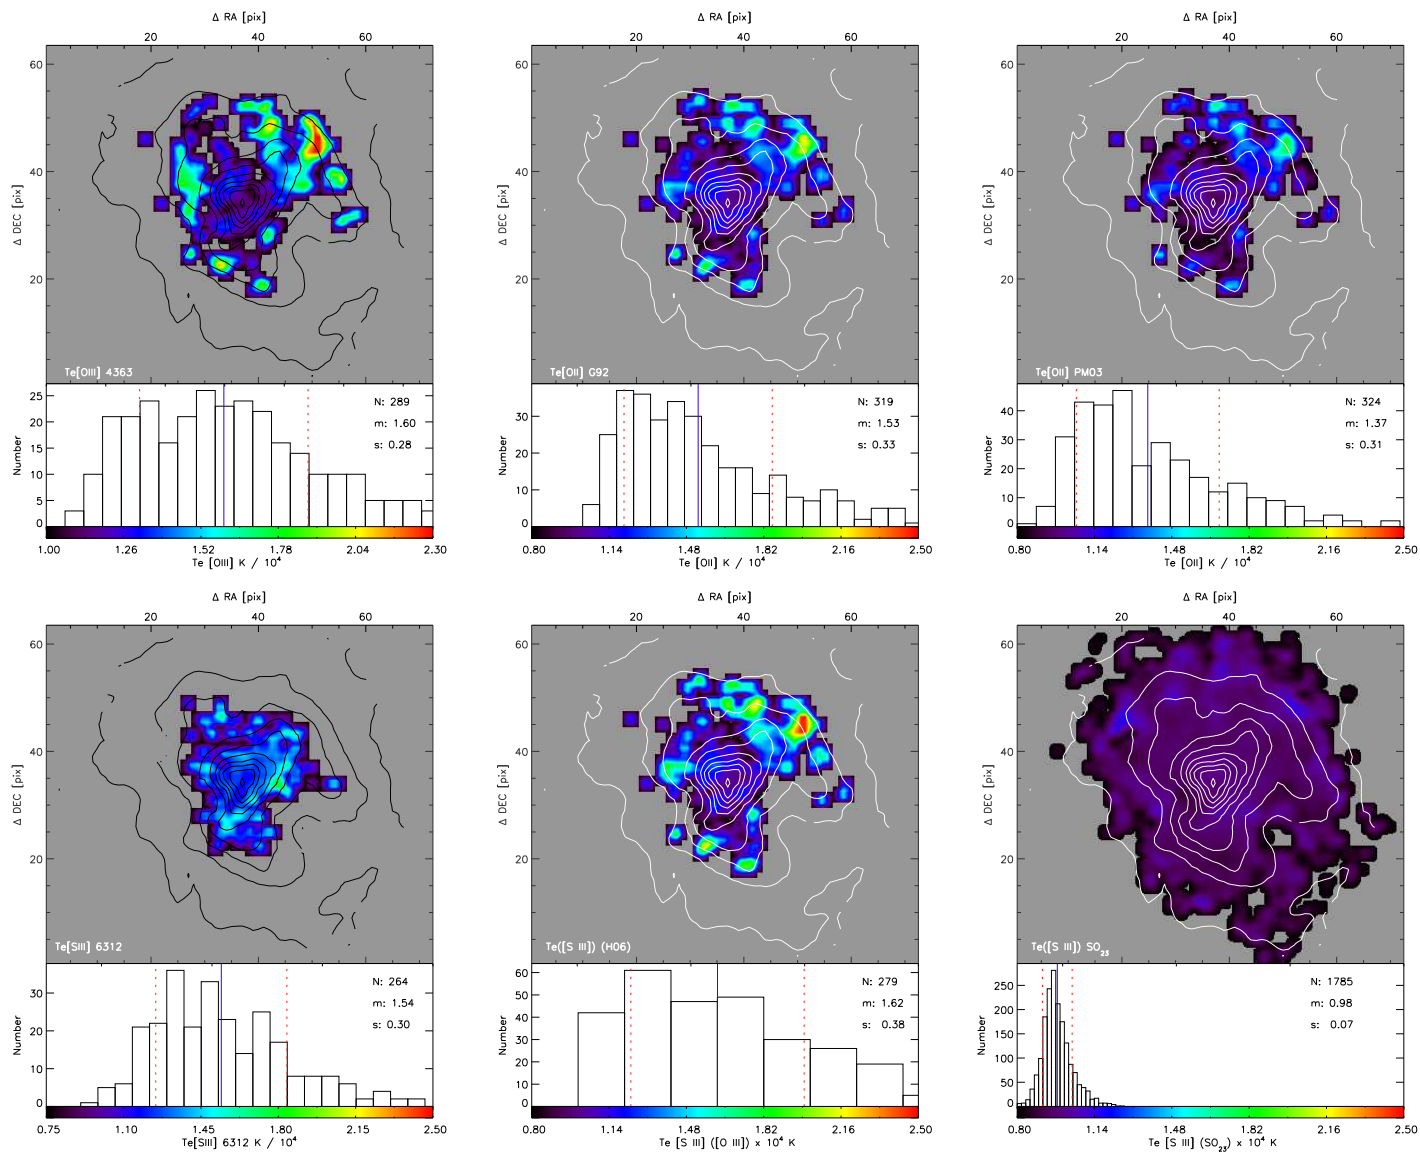 Δ RA [pix]
20 40 60
Δ RA [pix]
20 40 60
Δ RA [pix]
20 40 60
60
40
20
Δ DEC [pix]
Te[OIII] 4363
60
40
20
Δ DEC [pix]
Te[OII] G92
60
40
20
Δ DEC [pix]
Te[OII] PM03
25
20
15
10
5
0
Number
N: 289
m: 1.60
s: 0.28
30
20
10
0
Number
N: 319
m: 1.53
s: 0.33
40
30
20
10
0
Number
N: 324
m: 1.37
s: 0.31
1.00 1.26 1.52 1.78 2.04 2.30
Te [OIII] K / 10⁴
0.80 1.14 1.48 1.82 2.16 2.50
Te [OII] K / 10⁴
0.80 1.14 1.48 1.82 2.16 2.50
Te [OII] K / 10⁴
Δ RA [pix]
20 40 60
Δ RA [pix]
20 40 60
Δ RA [pix]
20 40 60
60
40
20
Δ DEC [pix]
Te[SIII] 6312
60
40
20
Δ DEC [pix]
Te([S III]) (H06)
60
40
20
Δ DEC [pix]
Te([S III]) SO₂₃
30
20
10
0
Number
N: 264
m: 1.54
s: 0.30
60
50
40
30
20
10
0
Number
N: 279
m: 1.62
s: 0.38
250
200
150
100
50
0
Number
N: 1785
m: 0.98
s: 0.07
0.75 1.10 1.45 1.80 2.15 2.50
Te[SIII] 6312 K / 10⁴
0.80 1.14 1.48 1.82 2.16 2.50
Te [S III] ([O III]) x 10⁴ K
0.80 1.14 1.48 1.82 2.16 2.50
Te [S III] (SO₂₃) x 10⁴ K